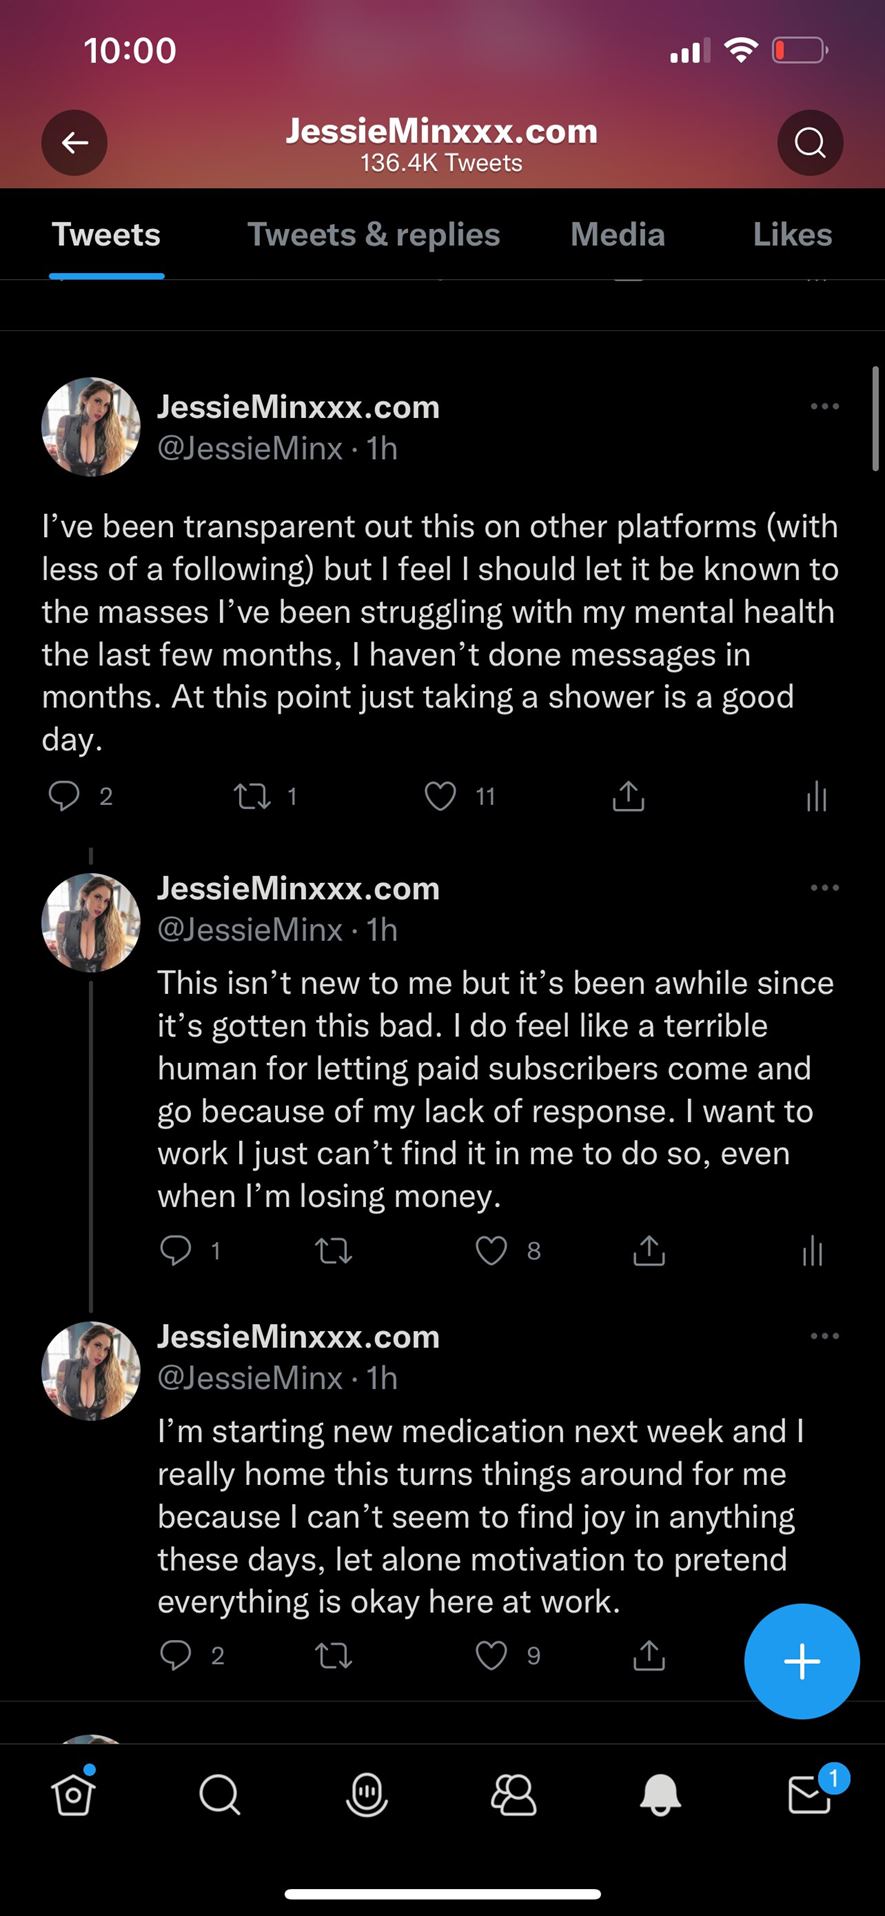 10:00
JessieMinxxx.com
136.4K Tweets
Tweets
Tweets & replies
Media
Likes
JessieMinxxx.com
@JessieMinx · 1h
I’ve been transparent out this on other platforms (with
less of a following) but I feel I should let it be known to
the masses I’ve been struggling with my mental health
the last few months, I haven’t done messages in
months. At this point just taking a shower is a good
day.
2
1
11
JessieMinxxx.com
@JessieMinx · 1h
This isn’t new to me but it’s been awhile since
it’s gotten this bad. I do feel like a terrible
human for letting paid subscribers come and
go because of my lack of response. I want to
work I just can’t find it in me to do so, even
when I’m losing money.
1
8
JessieMinxxx.com
@JessieMinx · 1h
I’m starting new medication next week and I
really home this turns things around for me
because I can’t seem to find joy in anything
these days, let alone motivation to pretend
everything is okay here at work.
2
9
1